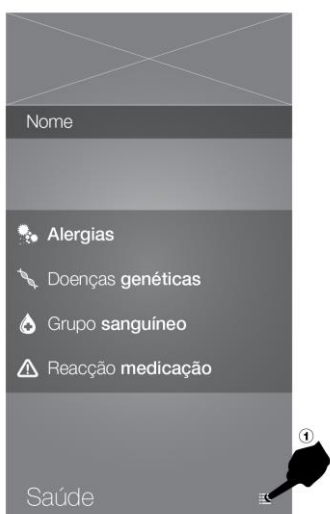 Nome
Alergias
Doenças genéticas
Grupo sanguíneo
Reacção medicação
1
Saúde